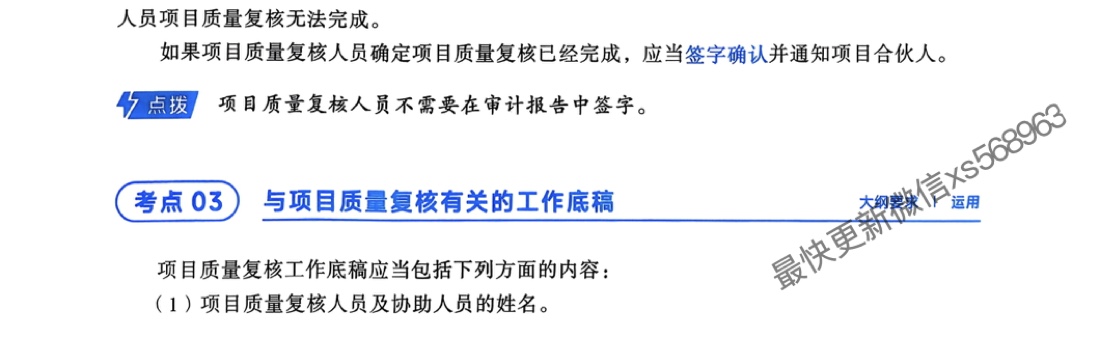 人员项目质量复核无法完成。
如果项目质量复核人员确定项目质量复核已经完成，应当签字确认并通知项目合伙人。
点拨 项目质量复核人员不需要在审计报告中签字。
考点 03 与项目质量复核有关的工作底稿 大纲要求 | 运用
最快更新微信xs568963
项目质量复核工作底稿应当包括下列方面的内容：
（1）项目质量复核人员及协助人员的姓名。